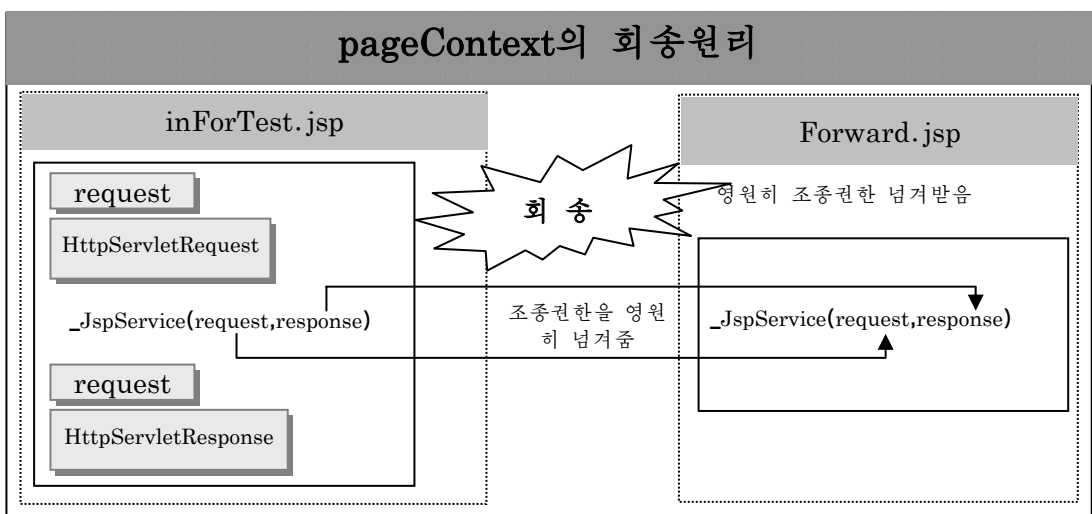 pageContext의 회송원리
inForTest.jsp
request
HttpServletRequest
_JspService(request,response)
request
HttpServletResponse
회 송
조종권한을 영원
히 넘겨줌
Forward.jsp
영원히 조종권한 넘겨받음
_JspService(request,response)